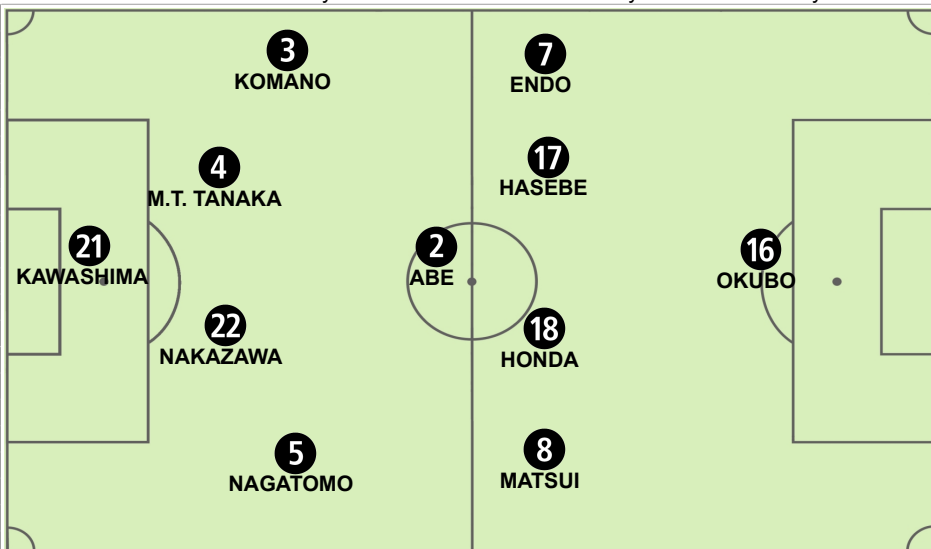 3
KOMANO
7
ENDO
4
M.T. TANAKA
17
HASEBE
21
KAWASHIMA
2
ABE
16
OKUBO
22
NAKAZAWA
18
HONDA
5
NAGATOMO
8
MATSUI